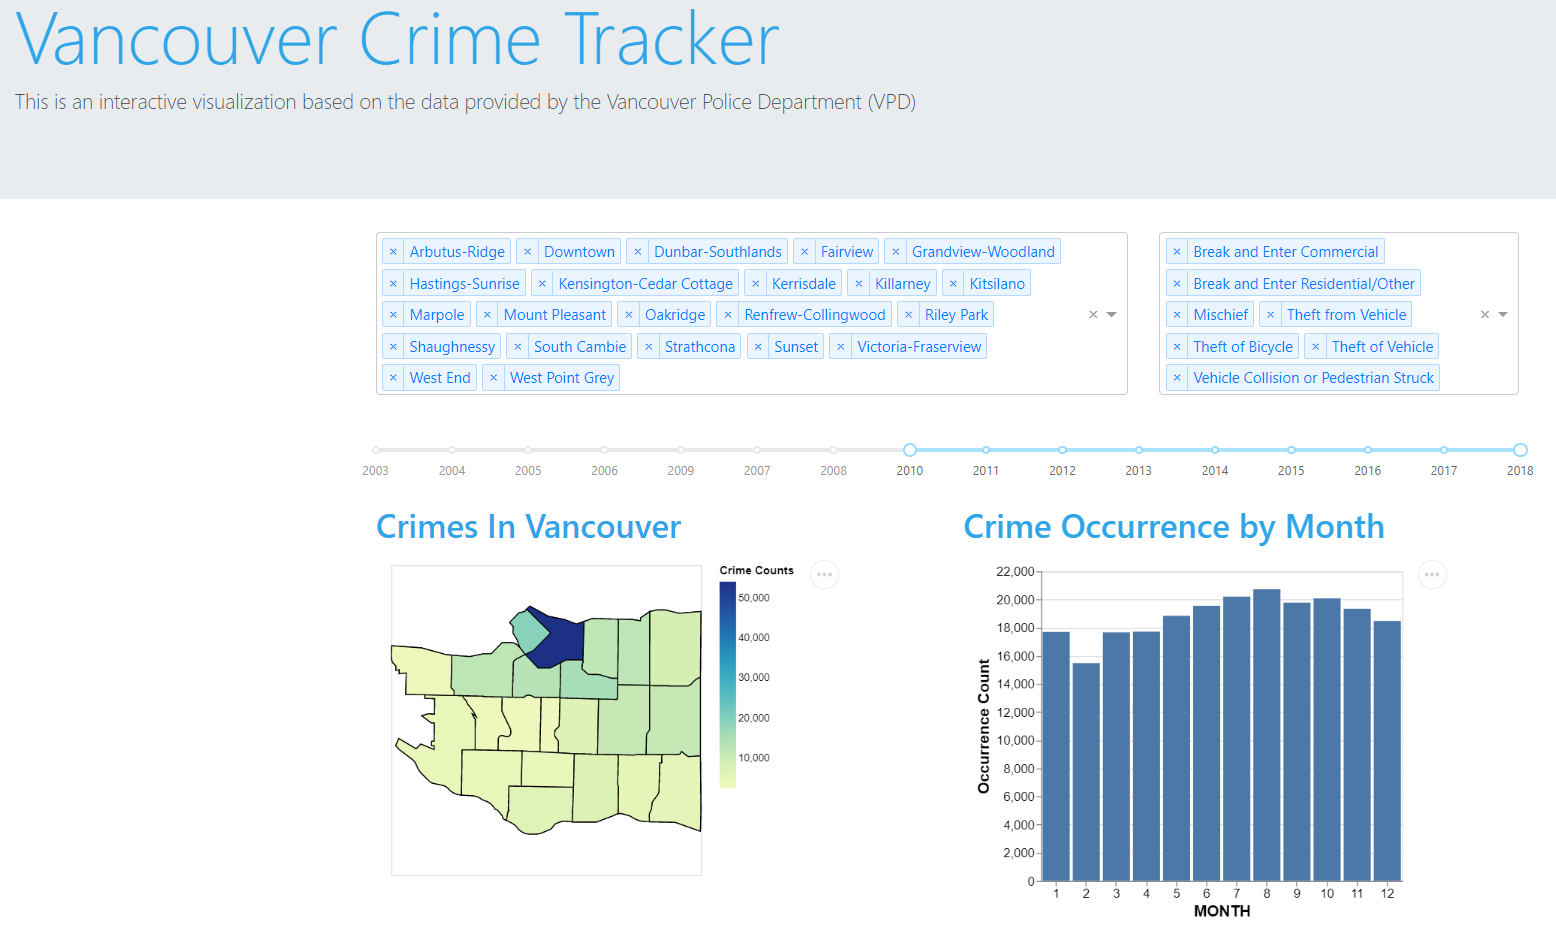 Vancouver Crime Tracker
This is an interactive visualization based on the data provided by the Vancouver Police Department (VPD)
× Arbutus-Ridge × Downtown × Dunbar-Southlands × Fairview × Grandview-Woodland
× Hastings-Sunrise × Kensington-Cedar Cottage × Kerrisdale × Killarney × Kitsilano
× Marpole × Mount Pleasant × Oakridge × Renfrew-Collingwood × Riley Park ×
× Shaughnessy × South Cambie × Strathcona × Sunset × Victoria-Fraserview
× West End × West Point Grey
× Break and Enter Commercial
× Break and Enter Residential/Other
× Mischief × Theft from Vehicle ×
× Theft of Bicycle × Theft of Vehicle
× Vehicle Collision or Pedestrian Struck
2003 2004 2005 2006 2009 2007 2008 2010 2011 2012 2013 2014 2015 2016 2017 2018
Crimes In Vancouver
Crime Counts
50,000
40,000
30,000
20,000
10,000
Crime Occurrence by Month
Occurrence Count
22,000
20,000
18,000
16,000
14,000
12,000
10,000
8,000
6,000
4,000
2,000
0
1 2 3 4 5 6 7 8 9 10 11 12
MONTH